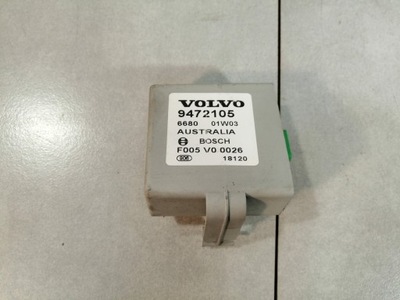 VOLVO
9472105
6680 01W03
AUSTRALIA
BOSCH
F005 V0 0026
18120